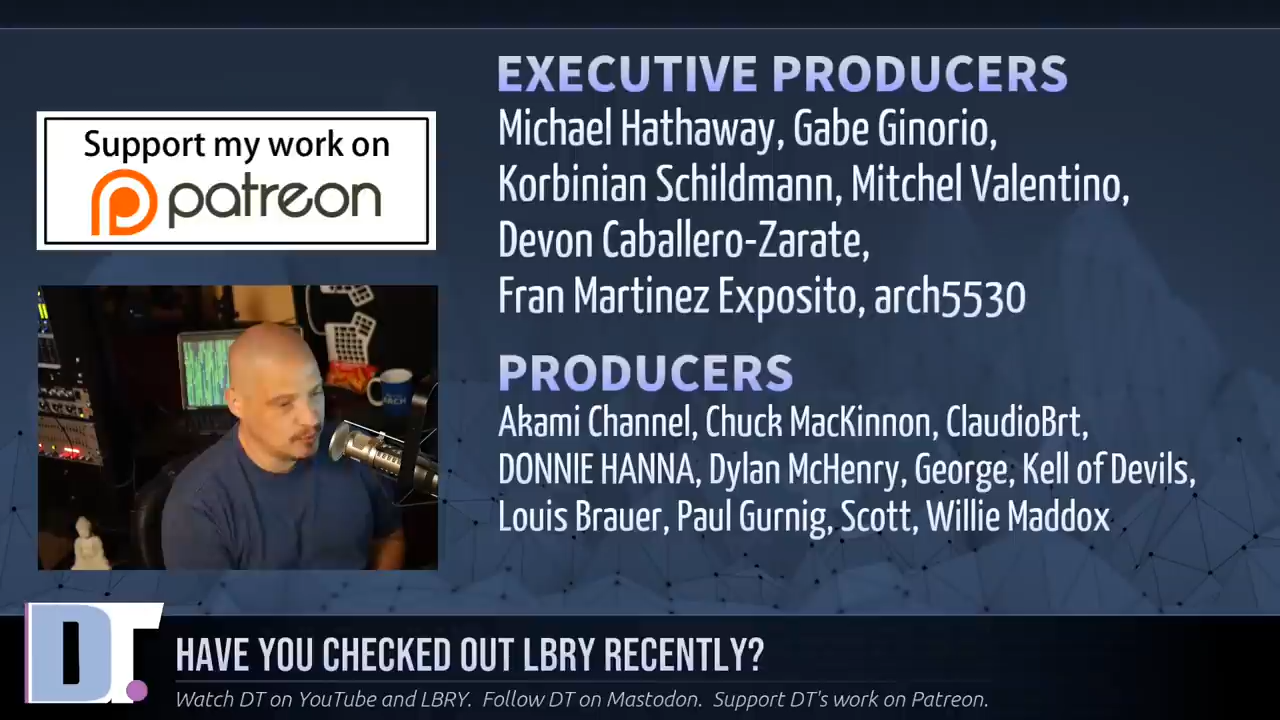 EXECUTIVE PRODUCERS
Michael Hathaway, Gabe Ginorio,
Korbinian Schildmann, Mitchel Valentino,
Devon Caballero-Zarate,
Fran Martinez Exposito, arch5530
PRODUCERS
Akami Channel, Chuck MacKinnon, ClaudioBrt,
DONNIE HANNA, Dylan McHenry, George, Kell of Devils,
Louis Brauer, Paul Gurnig, Scott, Willie Maddox
Support my work on
patreon
ARCH
DT.
HAVE YOU CHECKED OUT LBRY RECENTLY?
Watch DT on YouTube and LBRY. Follow DT on Mastodon. Support DT's work on Patreon.